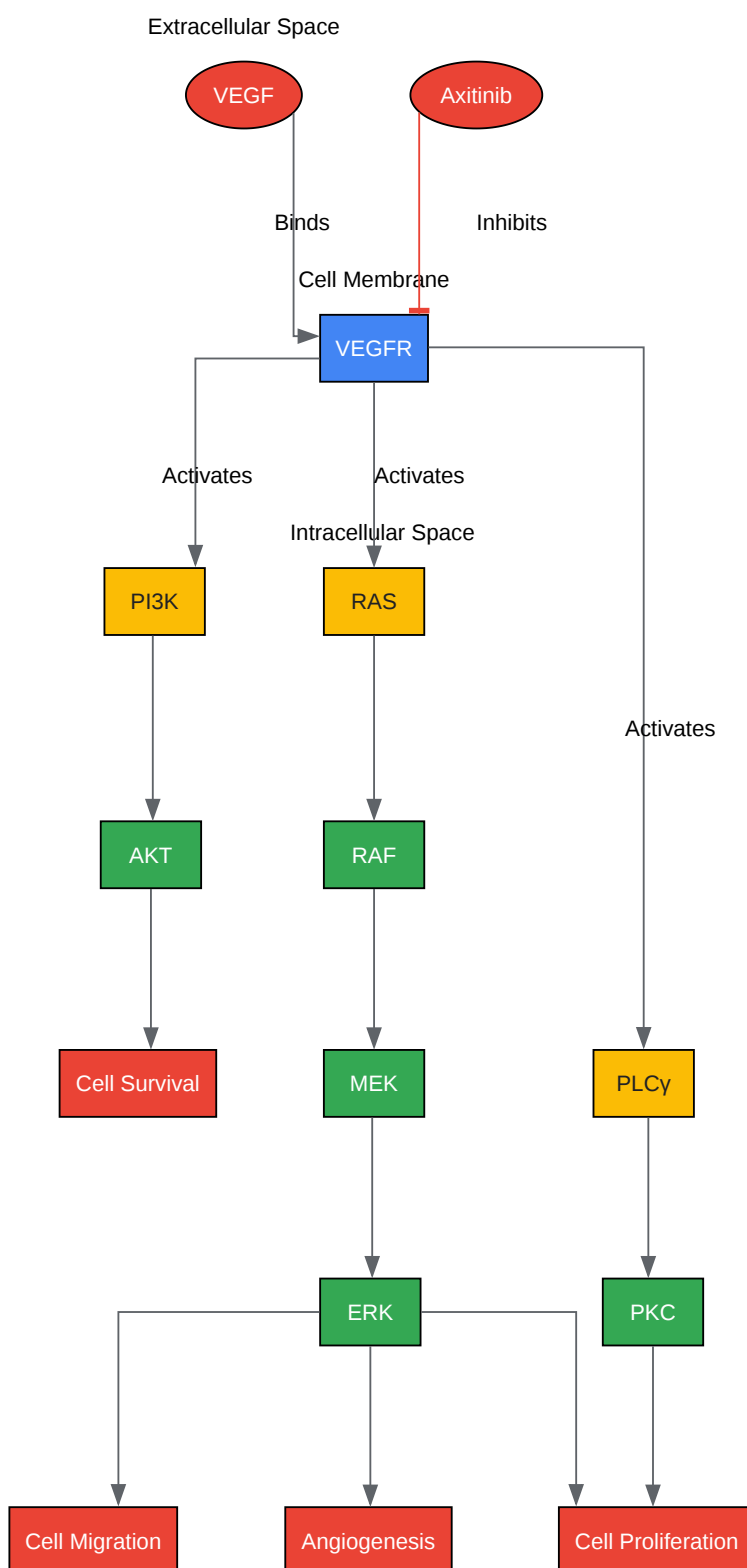 Extracellular Space
VEGF
Axitinib
Binds
Inhibits
Cell Membrane
VEGFR
Activates
Activates
Intracellular Space
PI3K
RAS
Activates
AKT
RAF
Cell Survival
MEK
PLCγ
ERK
PKC
Cell Migration
Angiogenesis
Cell Proliferation